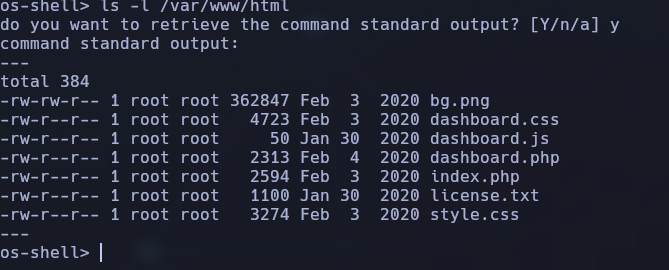 os-shell> ls -l /var/www/html
do you want to retrieve the command standard output? [Y/n/a] y
command standard output:
---
total 384
-rw-rw-r-- 1 root root 362847 Feb  3  2020 bg.png
-rw-r--r-- 1 root root   4723 Feb  3  2020 dashboard.css
-rw-r--r-- 1 root root     50 Jan 30  2020 dashboard.js
-rw-r--r-- 1 root root   2313 Feb  4  2020 dashboard.php
-rw-r--r-- 1 root root   2594 Feb  3  2020 index.php
-rw-r--r-- 1 root root   1100 Jan 30  2020 license.txt
-rw-r--r-- 1 root root   3274 Feb  3  2020 style.css
---
os-shell>